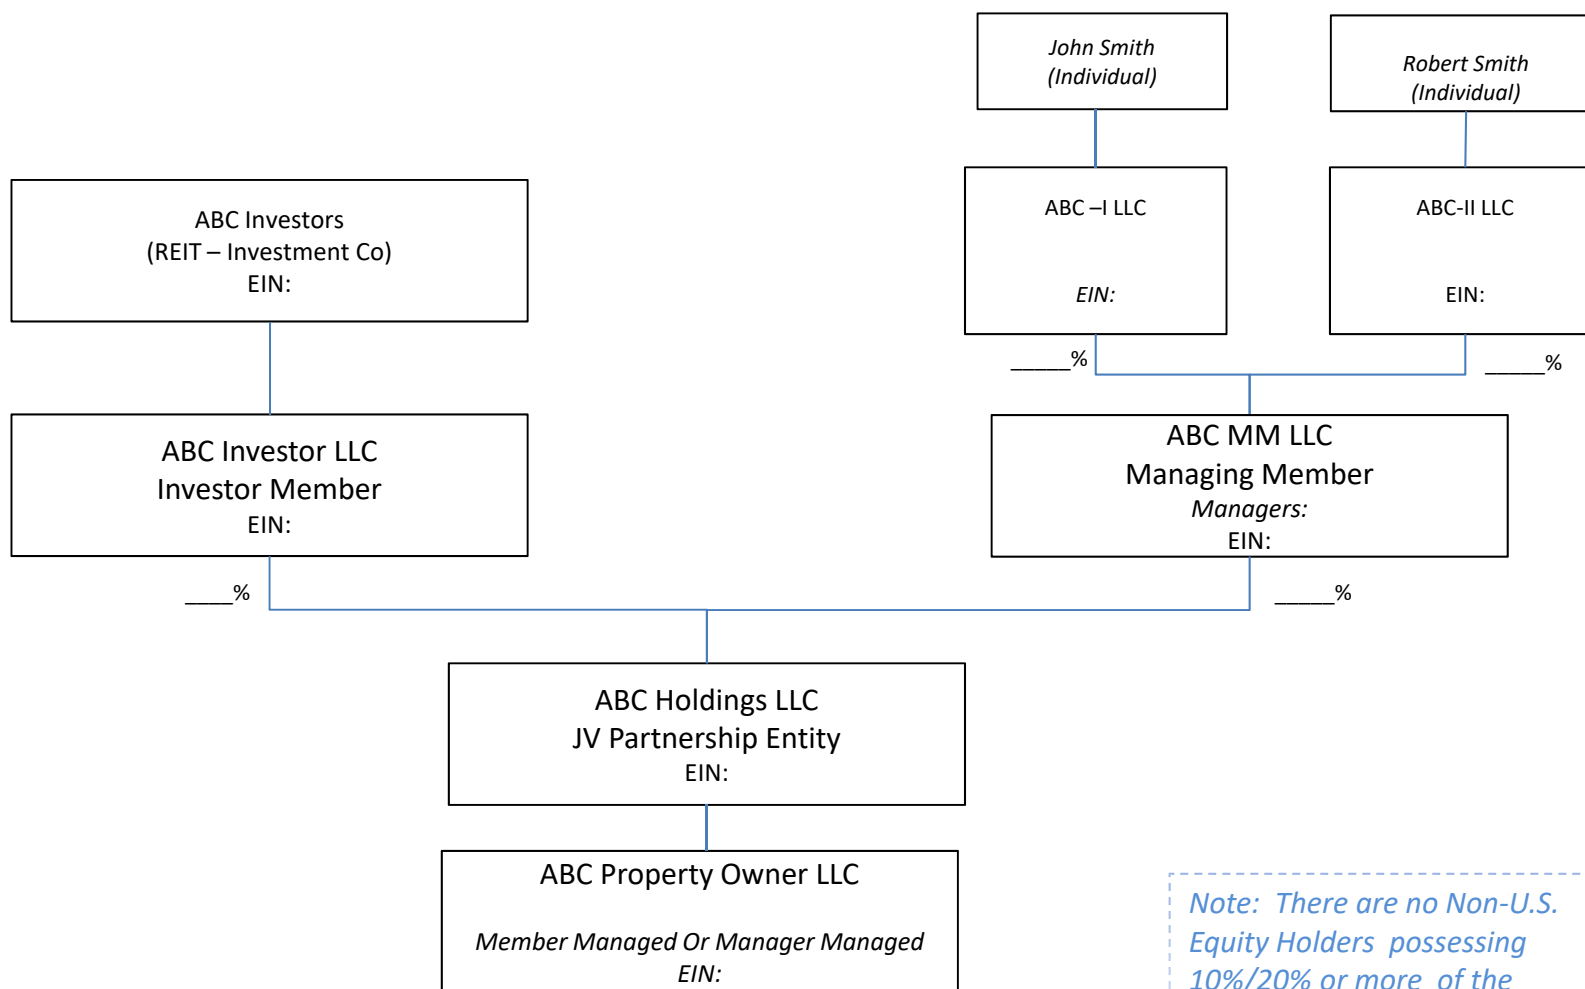 John Smith
(Individual)
Robert Smith
(Individual)
ABC Investors
(REIT – Investment Co)
EIN:
ABC –I LLC
EIN:
ABC-II LLC
EIN:
_____%
_____%
ABC Investor LLC
Investor Member
EIN:
ABC MM LLC
Managing Member
Managers:
EIN:
____%
_____%
ABC Holdings LLC
JV Partnership Entity
EIN:
ABC Property Owner LLC
Member Managed Or Manager Managed
EIN:
Note:  There are no Non-U.S.
Equity Holders  possessing
10%/20% or more  of the